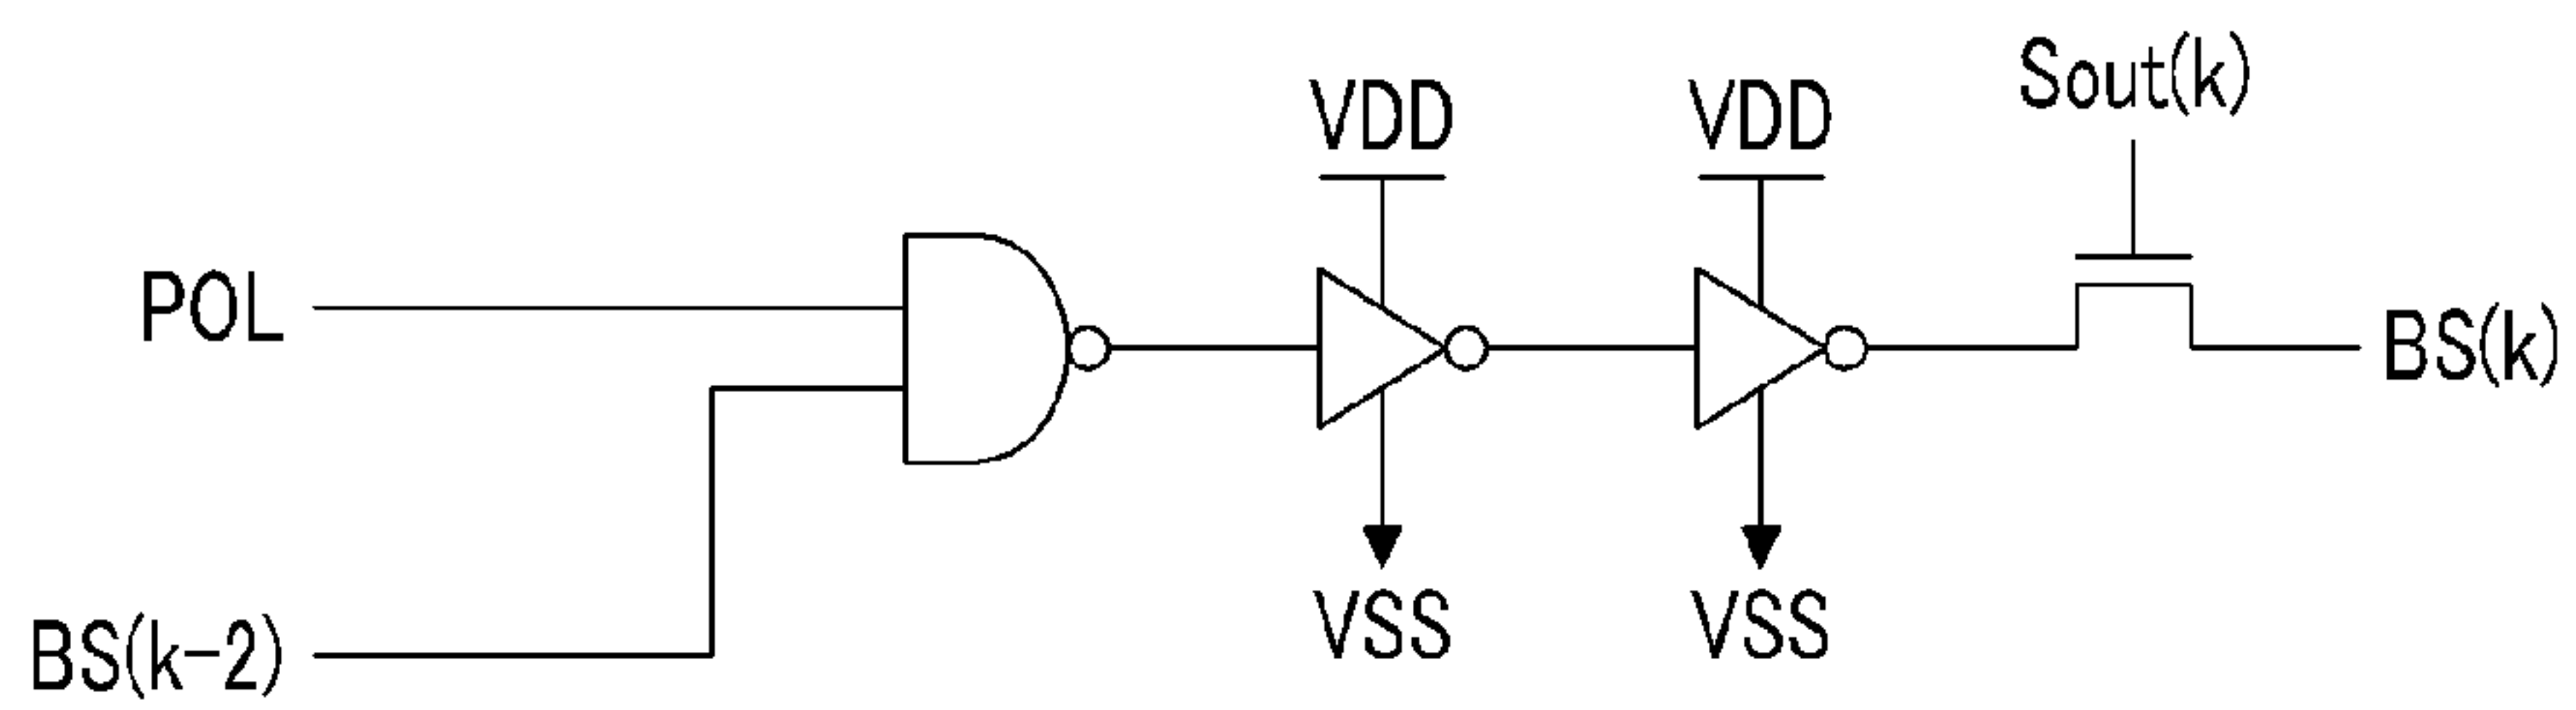 Sout(k)
VDD
VDD
POL
BS(k)
BS(k-2)
VSS
VSS